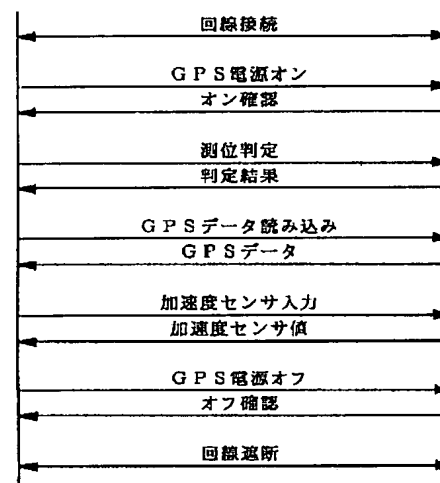 回線接続
GPS電源オン
オン確認
測位判定
判定結果
GPSデータ読み込み
GPSデータ
加速度センサ入力
加速度センサ値
GPS電源オフ
オフ確認
回線遮断